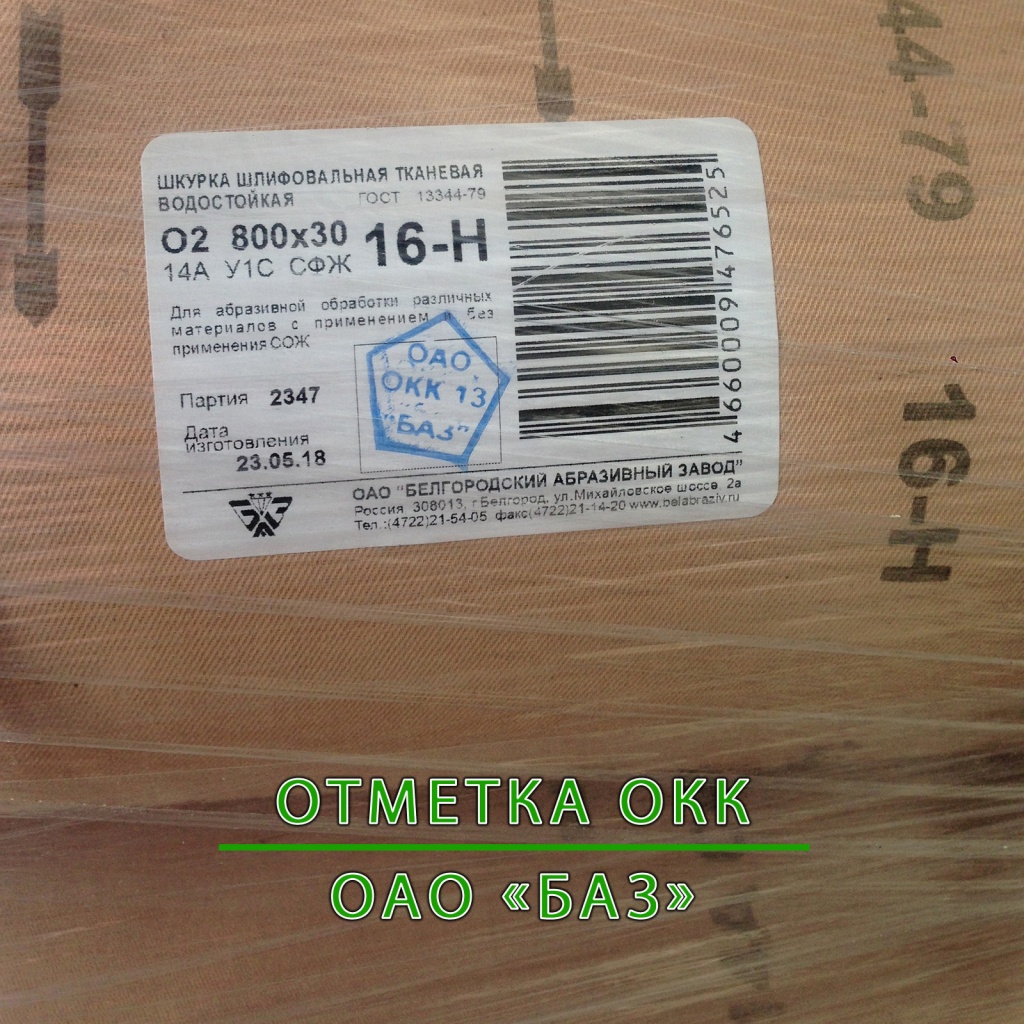 ШКУРКА ШЛИФОВАЛЬНАЯ ТКАНЕВАЯ
ВОДОСТОЙКАЯ ГОСТ 13344-79
О2 800х30 16-Н
14А У1С СФЖ
Для абразивной обработки различных
материалов с применением и без
применения СОЖ
Партия 2347
Дата
изготовления
23.05.18
ОАО
ОКК 13
"БАЗ"
4660009476525
ОАО "БЕЛГОРОДСКИЙ АБРАЗИВНЫЙ ЗАВОД"
Россия 308013, г.Белгород, ул.Михайловское шоссе, 2а
Тел.:(4722)21-54-05 факс(4722)21-14-20 www.belabraziv.ru
44-79
16-Н
ОТМЕТКА ОКК
ОАО «БАЗ»